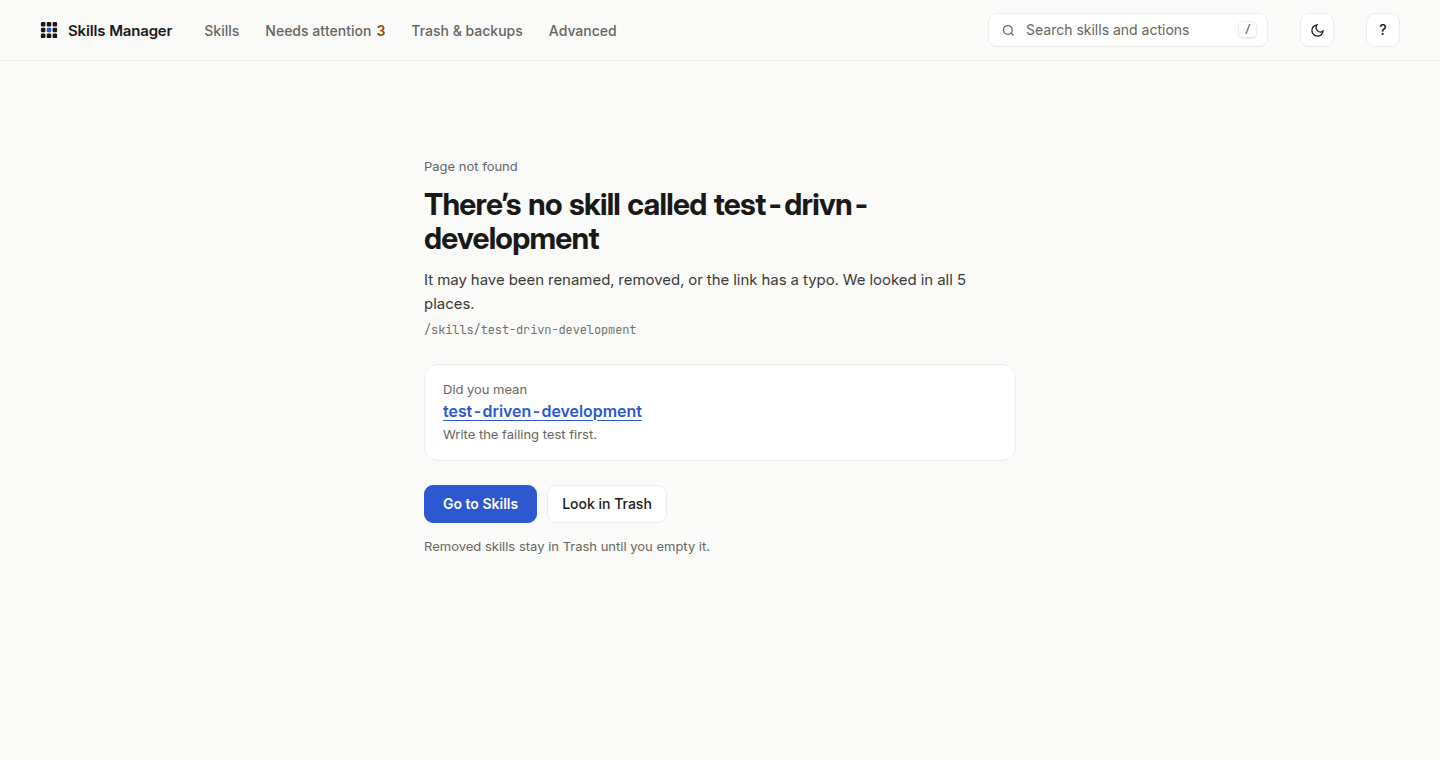 Skills Manager
Skills
Needs attention 3
Trash & backups
Advanced
Search skills and actions /
?
Page not found
There’s no skill called test-drivn-
development
It may have been renamed, removed, or the link has a typo. We looked in all 5
places.
/skills/test-drivn-development
Did you mean
test-driven-development
Write the failing test first.
Go to Skills
Look in Trash
Removed skills stay in Trash until you empty it.